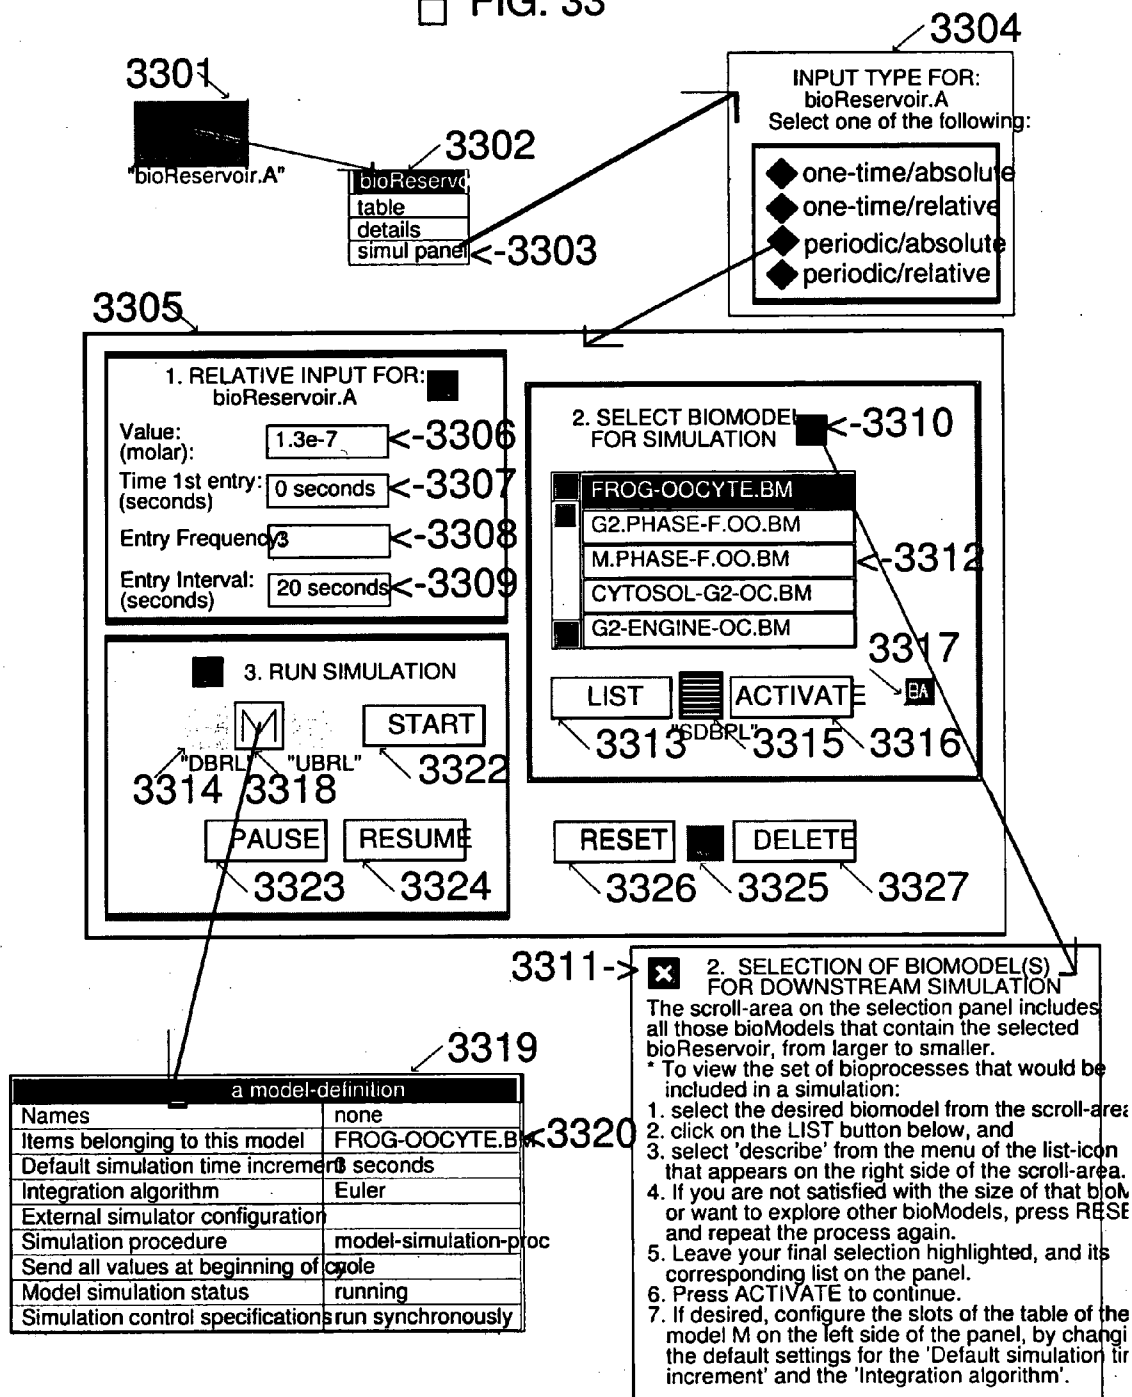 FIG. 33
3304
3301
INPUT TYPE FOR:
bioReservoir.A
Select one of the following:
3302
"bioReservoir.A"
bioReservo
table
details
simul panel
<-3303
one-time/absolute
one-time/relative
periodic/absolute
periodic/relative
3305
1. RELATIVE INPUT FOR:
bioReservoir.A
Value:
(molar):
1.3e-7
<-3306
Time 1st entry:
(seconds)
0 seconds
<-3307
Entry Frequency:
3
<-3308
Entry Interval:
(seconds)
20 seconds
<-3309
2. SELECT BIOMODEL
FOR SIMULATION
<-3310
FROG-OOCYTE.BM
G2.PHASE-F.OO.BM
M.PHASE-F.OO.BM
<-3312
CYTOSOL-G2-OC.BM
G2-ENGINE-OC.BM
3317
LIST
ACTIVATE
BA
"SDBPL"
3313
3315
3316
3. RUN SIMULATION
M
START
"DBRL"
"UBRL"
3314
3318
3322
PAUSE
RESUME
3323
3324
RESET
DELETE
3326
3325
3327
3311->
2. SELECTION OF BIOMODEL(S)
FOR DOWNSTREAM SIMULATION
The scroll-area on the selection panel includes
all those bioModels that contain the selected
bioReservoir, from larger to smaller.
* To view the set of bioprocesses that would be
included in a simulation:
1. select the desired biomodel from the scroll-area
2. click on the LIST button below, and
3. select 'describe' from the menu of the list-icon
that appears on the right side of the scroll-area.
4. If you are not satisfied with the size of that bioM
or want to explore other bioModels, press RESE
and repeat the process again.
5. Leave your final selection highlighted, and its
corresponding list on the panel.
6. Press ACTIVATE to continue.
7. If desired, configure the slots of the table of the
model M on the left side of the panel, by changi
the default settings for the 'Default simulation tim
increment' and the 'Integration algorithm'.
3319
a model-definition
Names none
Items belonging to this model FROG-OOCYTE.B
<-3320
Default simulation time increment seconds
Integration algorithm Euler
External simulator configuration
Simulation procedure model-simulation-proc
Send all values at beginning of cycle
Model simulation status running
Simulation control specifications run synchronously